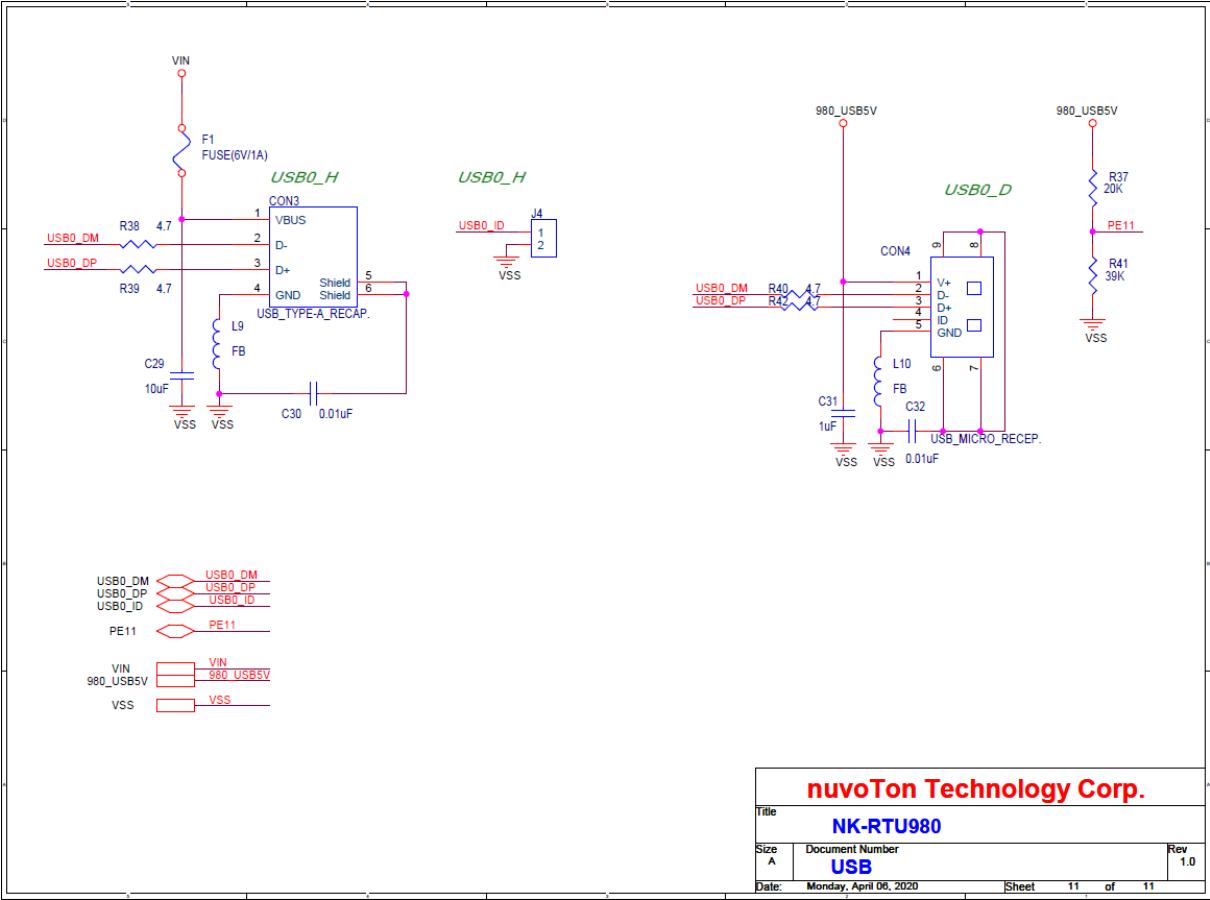 VIN
F1
FUSE(6V/1A)
USB0_H
CON3
1 VBUS
2 D-
3 D+
4 GND
Shield 5
Shield 6
USB_TYPE-A_RECAP.
R38 4.7
USB0_DM
USB0_DP
R39 4.7
L9
FB
C29
10uF
C30 0.01uF
VSS
VSS
USB0_H
J4
USB0_ID
1
2
VSS
980_USB5V
USB0_D
CON4
9
8
1 V+
2 D-
3 D+
4 ID
5 GND
6
7
USB0_DM R40 4.7
USB0_DP R42 4.7
L10
FB
C31
1uF
C32
0.01uF
USB_MICRO_RECEP.
VSS
VSS
980_USB5V
R37
20K
PE11
R41
39K
VSS
USB0_DM USB0_DM
USB0_DP USB0_DP
USB0_ID USB0_ID
PE11 PE11
VIN VIN
980_USB5V 980_USB5V
VSS VSS
nuvoTon Technology Corp.
Title
NK-RTU980
Size
A
Document Number
USB
Rev
1.0
Date: Monday, April 06, 2020 Sheet 11 of 11